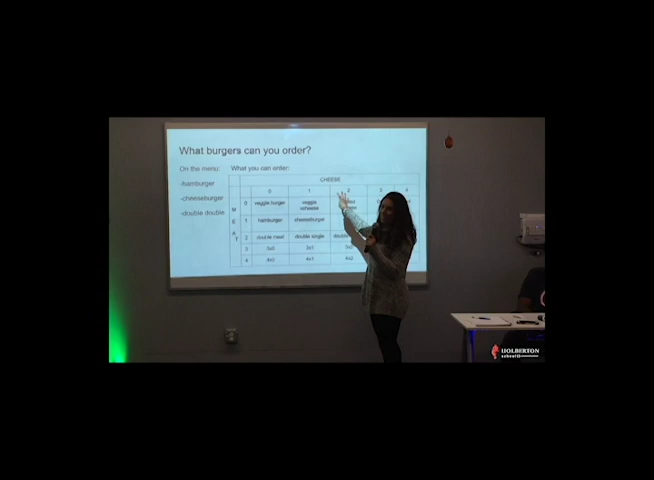 What burgers can you order?
On the menu:
-hamburger
-cheeseburger
-double double
What you can enter:
CHEESE
0 1 2 3 4
M E A T
0 veggie burger veggie
1 hamburger cheeseburger
2 double meat double single
3 3x1
4 4x0 4x1 4x2
HOLBERTON
school